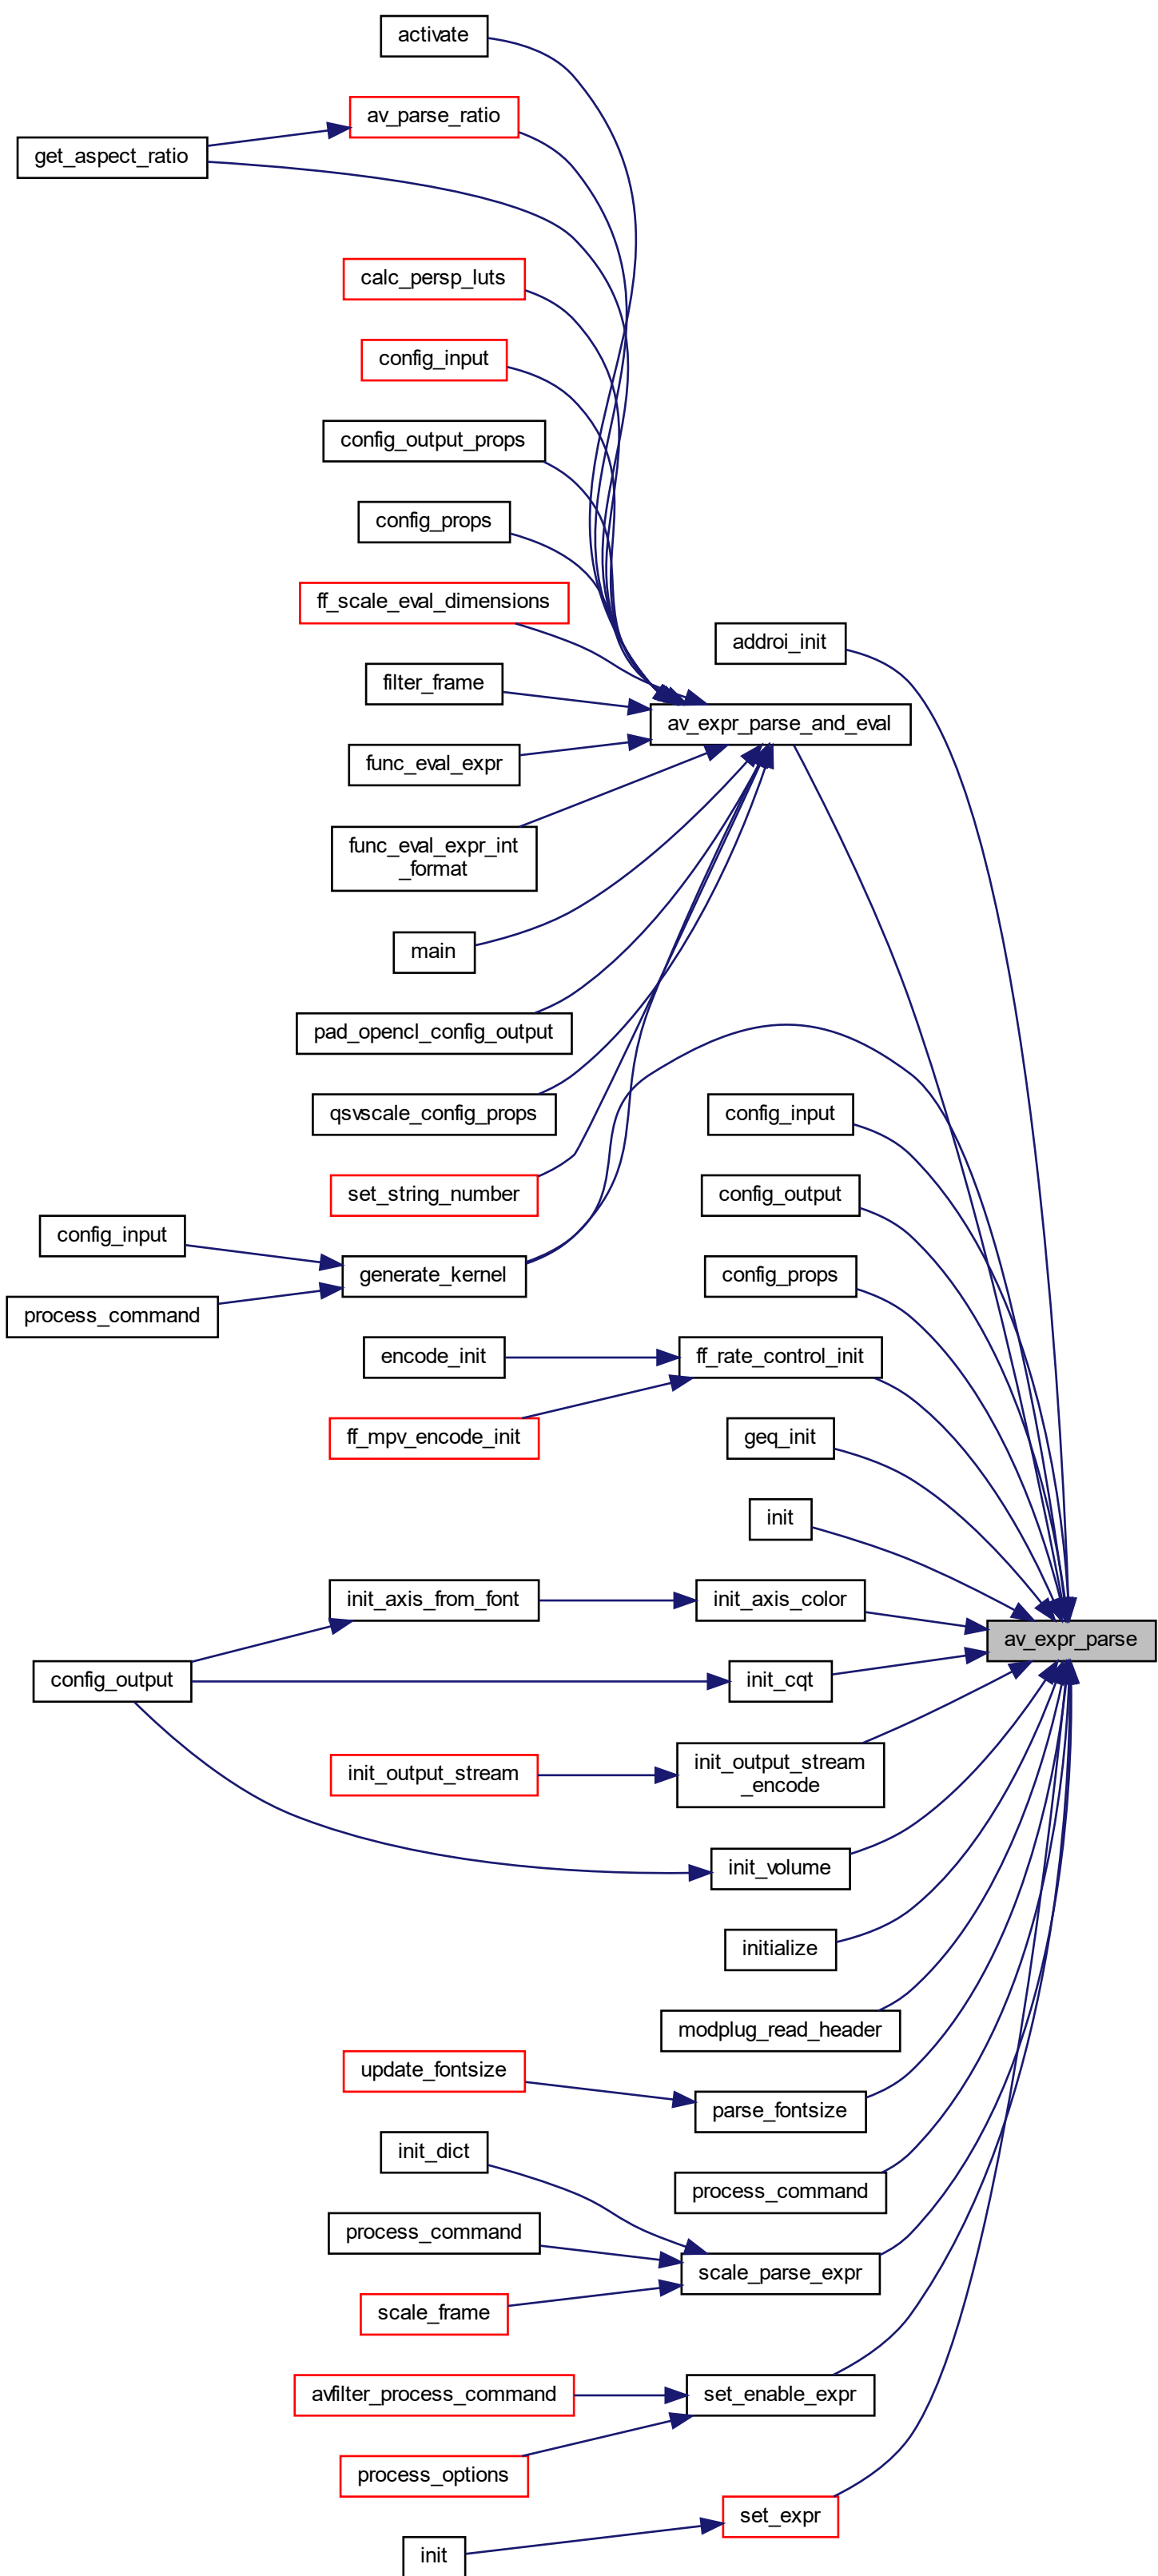 activate
av_parse_ratio
get_aspect_ratio
calc_persp_luts
config_input
config_output_props
config_props
ff_scale_eval_dimensions
addroi_init
filter_frame
av_expr_parse_and_eval
func_eval_expr
func_eval_expr_int
_format
main
pad_opencl_config_output
qsvscale_config_props
config_input
set_string_number
config_output
config_input
generate_kernel
config_props
process_command
encode_init
ff_rate_control_init
ff_mpv_encode_init
geq_init
init
init_axis_from_font
init_axis_color
av_expr_parse
config_output
init_cqt
init_output_stream
init_output_stream
_encode
init_volume
initialize
modplug_read_header
update_fontsize
parse_fontsize
init_dict
process_command
process_command
scale_parse_expr
scale_frame
avfilter_process_command
set_enable_expr
process_options
set_expr
init